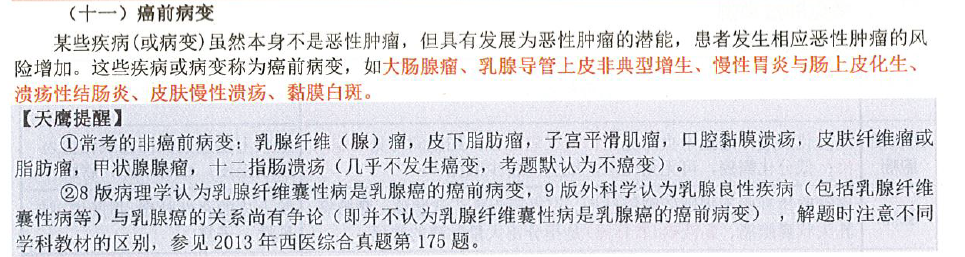 （十一）癌前病变
某些疾病(或病变)虽然本身不是恶性肿瘤，但具有发展为恶性肿瘤的潜能，患者发生相应恶性肿瘤的风
险增加。这些疾病或病变称为癌前病变，如大肠腺瘤、乳腺导管上皮非典型增生、慢性胃炎与肠上皮化生、
溃疡性结肠炎、皮肤慢性溃疡、黏膜白斑。
【天鹰提醒】
①常考的非癌前病变：乳腺纤维（腺）瘤，皮下脂肪瘤，子宫平滑肌瘤，口腔黏膜溃疡，皮肤纤维瘤或
脂肪瘤，甲状腺腺瘤，十二指肠溃疡（几乎不发生癌变，考题默认为不癌变）。
②8 版病理学认为乳腺纤维囊性病是乳腺癌的癌前病变，9 版外科学认为乳腺良性疾病（包括乳腺纤维
囊性病等）与乳腺癌的关系尚有争论（即并不认为乳腺纤维囊性病是乳腺癌的癌前病变），解题时注意不同
学科教材的区别，参见 2013 年西医综合真题第 175 题。